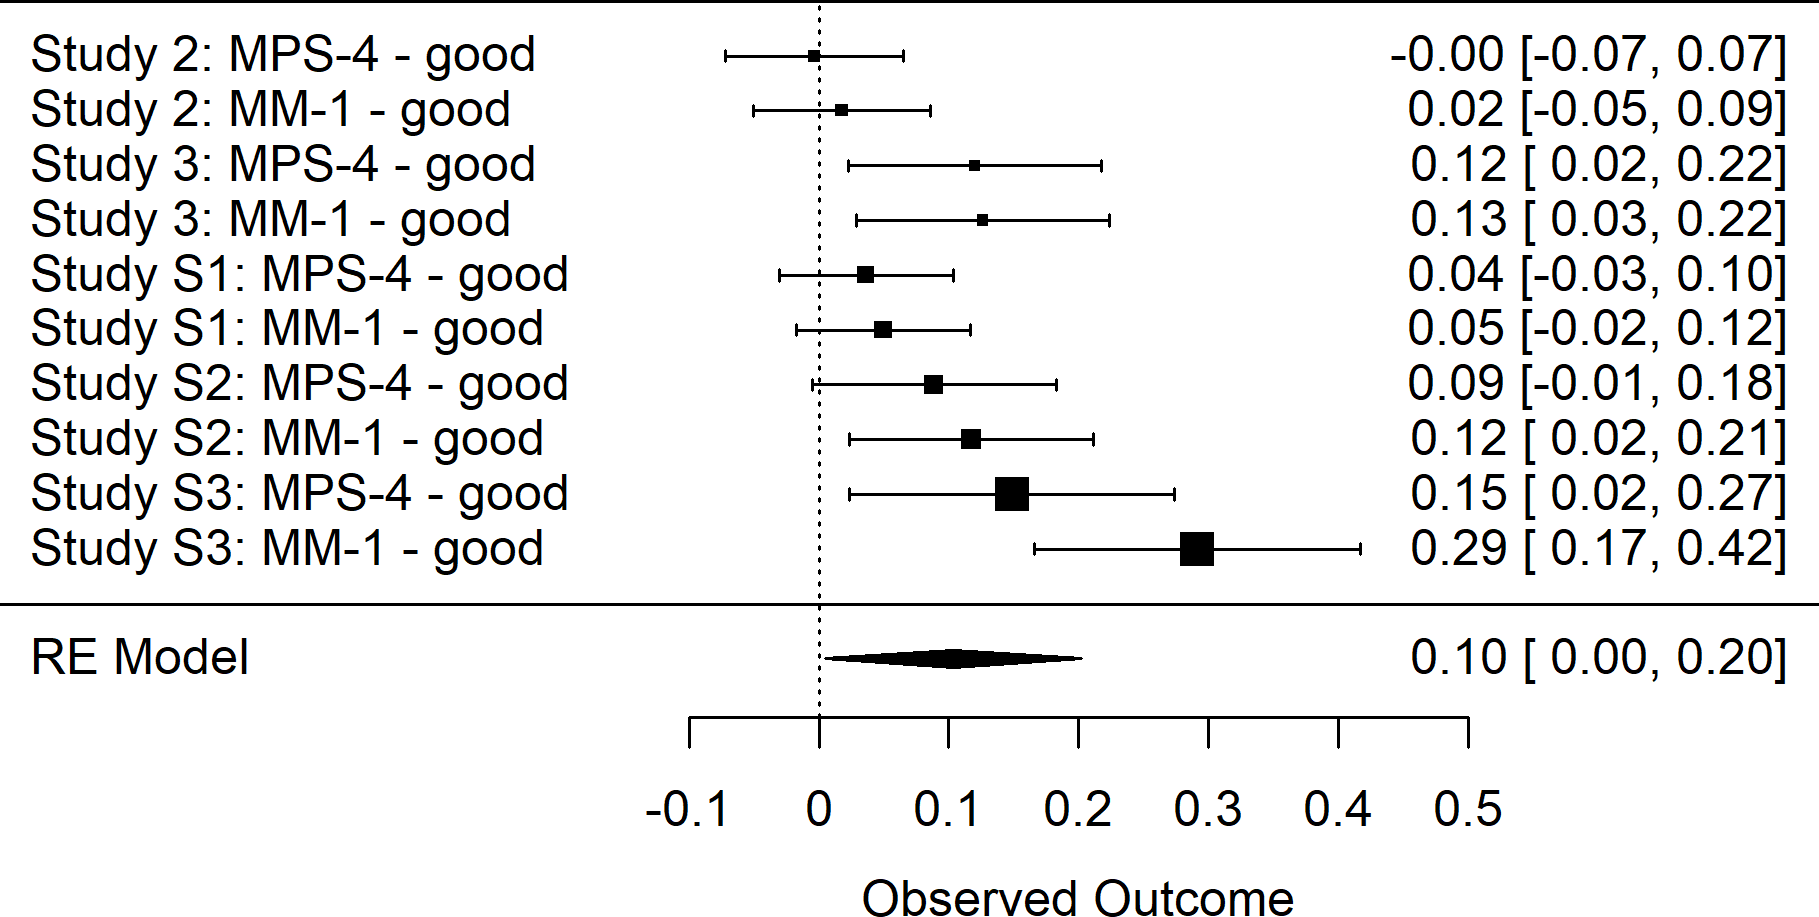 Study 2: MPS-4 - good -0.00 [-0.07, 0.07]
Study 2: MM-1 - good 0.02 [-0.05, 0.09]
Study 3: MPS-4 - good 0.12 [ 0.02, 0.22]
Study 3: MM-1 - good 0.13 [ 0.03, 0.22]
Study S1: MPS-4 - good 0.04 [-0.03, 0.10]
Study S1: MM-1 - good 0.05 [-0.02, 0.12]
Study S2: MPS-4 - good 0.09 [-0.01, 0.18]
Study S2: MM-1 - good 0.12 [ 0.02, 0.21]
Study S3: MPS-4 - good 0.15 [ 0.02, 0.27]
Study S3: MM-1 - good 0.29 [ 0.17, 0.42]
RE Model 0.10 [ 0.00, 0.20]
-0.1 0 0.1 0.2 0.3 0.4 0.5
Observed Outcome